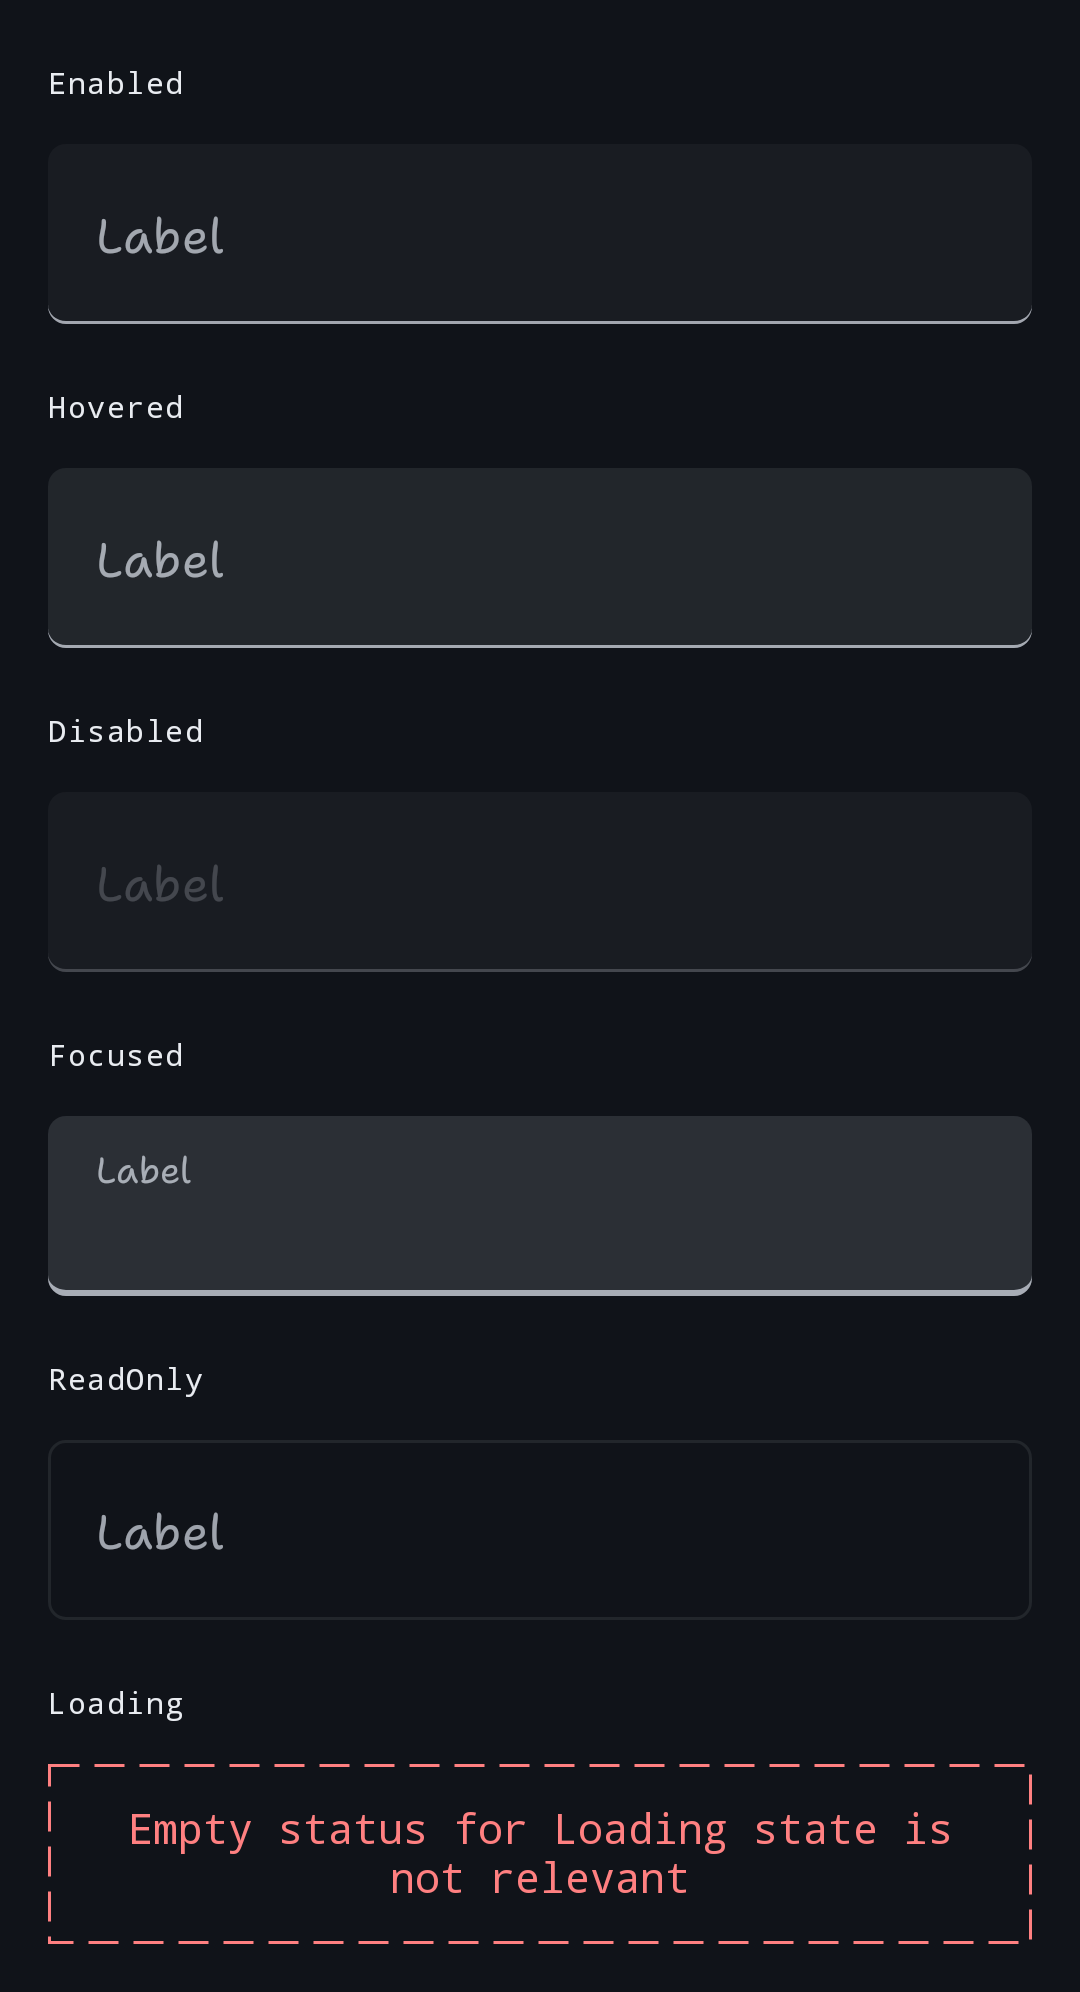 Enabled
Label
Hovered
Label
Disabled
Label
Focused
Label
ReadOnly
Label
Loading
Empty status for Loading state is
not relevant